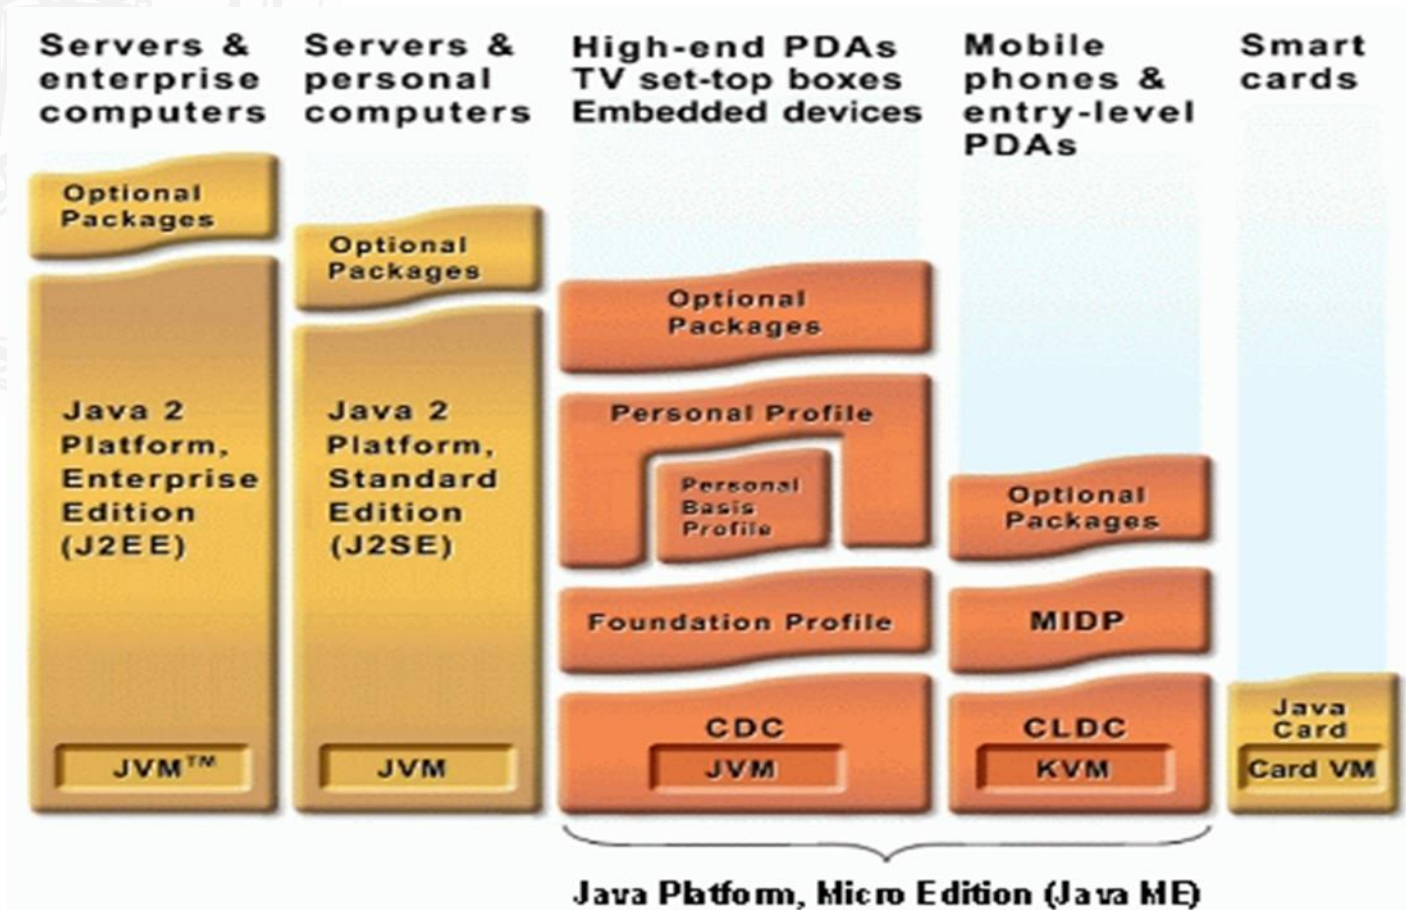 Servers &
enterprise
computers
Servers &
personal
computers
High-end PDAs
TV set-top boxes
Embedded devices
Mobile
phones &
entry-level
PDAs
Smart
cards
Optional
Packages
Java 2
Platform,
Enterprise
Edition
(J2EE)
JVM™
Optional
Packages
Java 2
Platform,
Standard
Edition
(J2SE)
JVM
Optional
Packages
Personal Profile
Personal
Basis
Profile
Foundation Profile
CDC
JVM
Optional
Packages
MIDP
CLDC
KVM
Java
Card
Card VM
Java Platform, Micro Edition (Java ME)